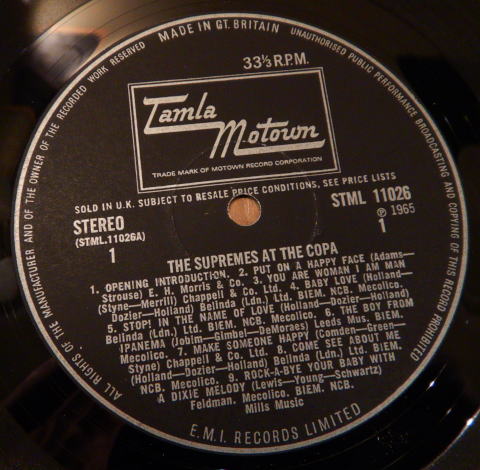 MADE IN GT. BRITAIN
UNAUTHORISED PUBLIC PERFORMANCE BROADCASTING AND COPYING OF THIS RECORD PROHIBITED
ALL RIGHTS OF THE MANUFACTURER AND OF THE OWNER OF THE RECORDED WORK RESERVED
33⅓ R.P.M.
Tamla
Motown
TRADE MARK OF MOTOWN RECORD CORPORATION
SOLD IN U.K. SUBJECT TO RESALE PRICE CONDITIONS, SEE PRICE LISTS
STEREO
(STML.11026A)
1
STML 11026
℗ 1965
1
THE SUPREMES AT THE COPA
1. OPENING INTRODUCTION. 2. PUT ON A HAPPY FACE (Adams—
Strouse) E. H. Morris & Co. 3. YOU ARE WOMAN I AM MAN
(Styne—Merrill) Chappell & Co. Ltd. 4. BABY LOVE (Holland—
Dozier—Holland) Belinda (Ldn.) Ltd. BIEM. NCB. Mecolico.
5. STOP! IN THE NAME OF LOVE (Holland—Dozier—Holland)
Belinda (Ldn.) Ltd. BIEM. NCB. Mecolico. 6. THE BOY FROM
IPANEMA (Jobim—Gimbel—DeMoraes) Leeds Mus. BIEM.
Mecolico. 7. MAKE SOMEONE HAPPY (Comden—Green—
Styne) Chappell & Co. Ltd. 8. COME SEE ABOUT ME
(Holland—Dozier—Holland) Belinda (Ldn.) Ltd. BIEM.
NCB. Mecolico. 9. ROCK-A-BYE YOUR BABY WITH
A DIXIE MELODY (Lewis—Young—Schwartz)
Feldman. Mecolico. BIEM. NCB.
Mills Music
E.M.I. RECORDS LIMITED